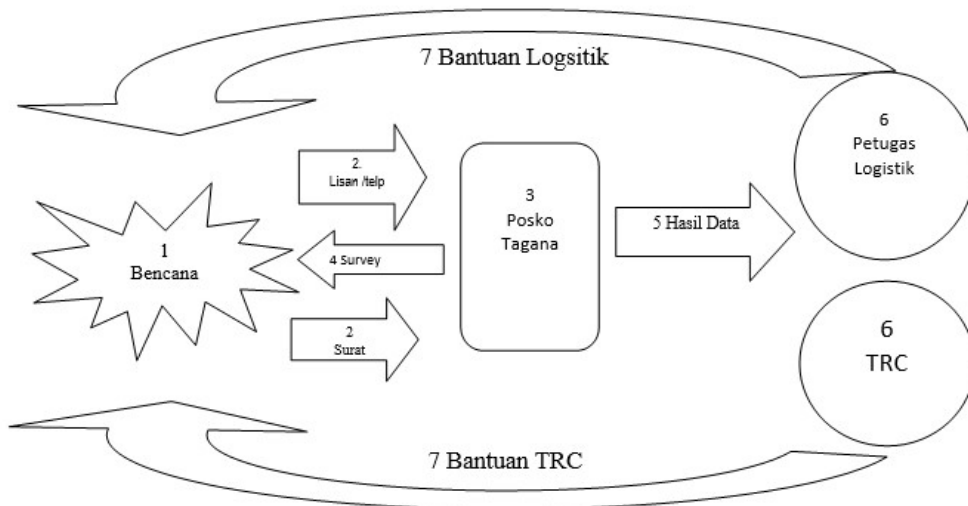 7 Bantuan Logsitik
1
Bencana
2.
Lisan /telp
4 Survey
2
Surat
3
Posko
Tagana
5 Hasil Data
6
Petugas
Logistik
6
TRC
7 Bantuan TRC